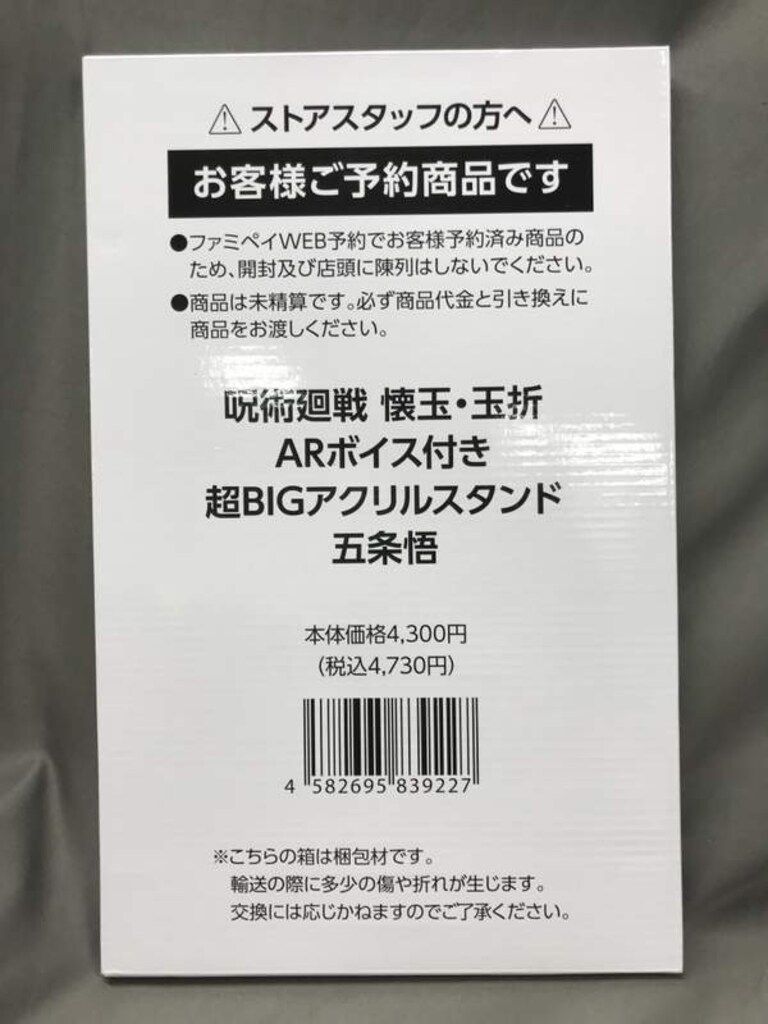 ⚠ストアスタッフの方へ⚠
お客様ご予約商品です
●ファミペイWEB予約でお客様予約済み商品の
ため、開封及び店頭に陳列はしないでください。
●商品は未精算です。必ず商品代金と引き換えに
商品をお渡しください。
呪術廻戦 懐玉・玉折
ARボイス付き
超BIGアクリルスタンド
五条悟
本体価格4,300円
(税込4,730円)
4 582695 839227
※こちらの箱は梱包材です。
輸送の際に多少の傷や折れが生じます。
交換には応じかねますのでご了承ください。